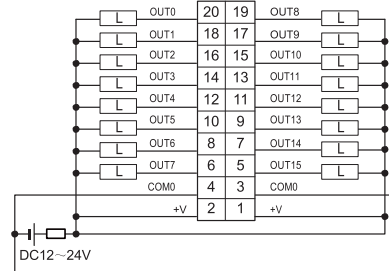 L OUT0 20 19 OUT8 L
L OUT1 18 17 OUT9 L
L OUT2 16 15 OUT10 L
L OUT3 14 13 OUT11 L
L OUT4 12 11 OUT12 L
L OUT5 10 9 OUT13 L
L OUT6 8 7 OUT14 L
L OUT7 6 5 OUT15 L
COM0 4 3 COM0
+V 2 1 +V
DC12～24V